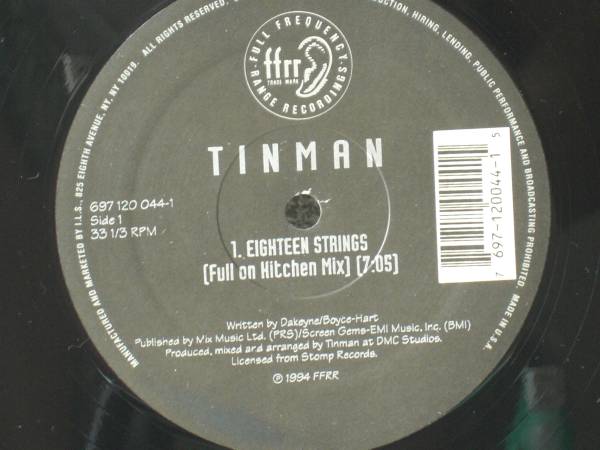 MANUFACTURED AND MARKETED BY I.L.S., 825 EIGHTH AVENUE, NY, NY 10019. ALL RIGHTS RESERVED.
HIRING, LENDING, PUBLIC PERFORMANCE AND BROADCASTING PROHIBITED. MADE IN U.S.A.
FULL FREQUENCY
RANGE RECORDINGS
ffrr
TRADE MARK
TINMAN
697 120 044-1
Side 1
33 1/3 RPM
7 697-120044-1 5
1. EIGHTEEN STRINGS
(Full on Kitchen Mix) (7:05)
Written by Dakeyne/Boyce-Hart
Published by Mix Music Ltd. (PRS)/Screen Gems-EMI Music, Inc. (BMI)
Produced, mixed and arranged by Tinman at DMC Studios.
Licensed from Stomp Records.
℗ 1994 FFRR